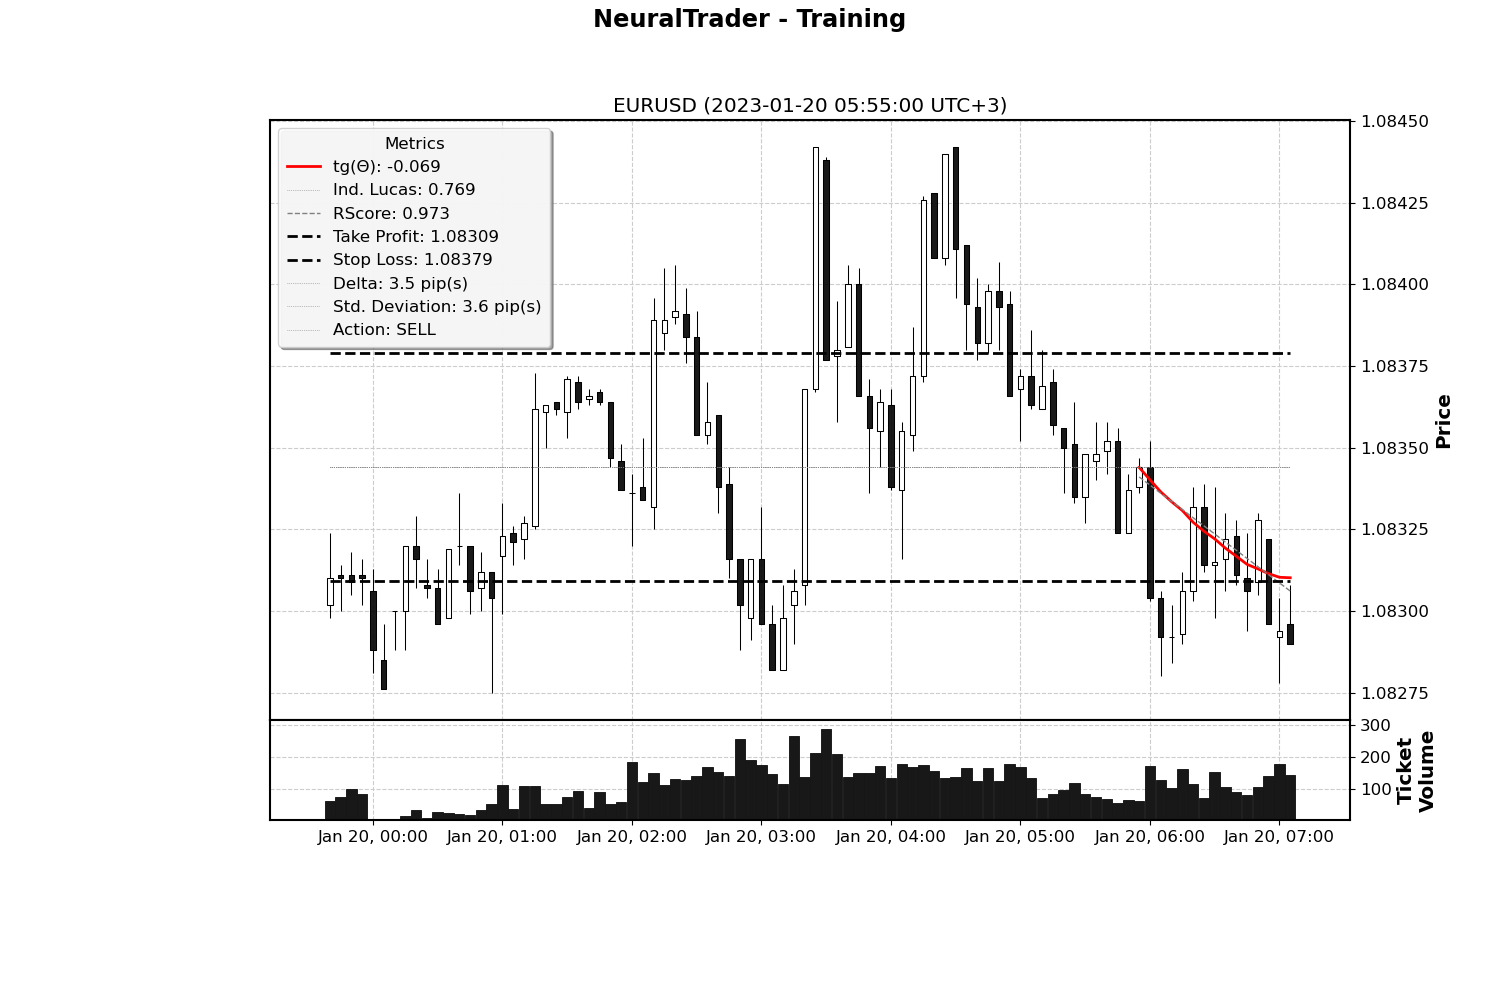 NeuralTrader - Training
EURUSD (2023-01-20 05:55:00 UTC+3)
Metrics
tg(Θ): -0.069
Ind. Lucas: 0.769
RScore: 0.973
Take Profit: 1.08309
Stop Loss: 1.08379
Delta: 3.5 pip(s)
Std. Deviation: 3.6 pip(s)
Action: SELL
1.08450
1.08425
1.08400
1.08375
1.08350
1.08325
1.08300
1.08275
Price
300
200
100
Ticket
Volume
Jan 20, 00:00
Jan 20, 01:00
Jan 20, 02:00
Jan 20, 03:00
Jan 20, 04:00
Jan 20, 05:00
Jan 20, 06:00
Jan 20, 07:00